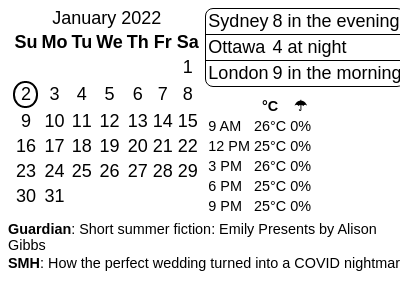 January 2022
Su Mo Tu We Th Fr Sa
1
2 3 4 5 6 7 8
9 10 11 12 13 14 15
16 17 18 19 20 21 22
23 24 25 26 27 28 29
30 31
Sydney 8 in the evening
Ottawa 4 at night
London 9 in the morning
°C ☂
9 AM 26°C 0%
12 PM 25°C 0%
3 PM 26°C 0%
6 PM 25°C 0%
9 PM 25°C 0%
Guardian: Short summer fiction: Emily Presents by Alison
Gibbs
SMH: How the perfect wedding turned into a COVID nightmar